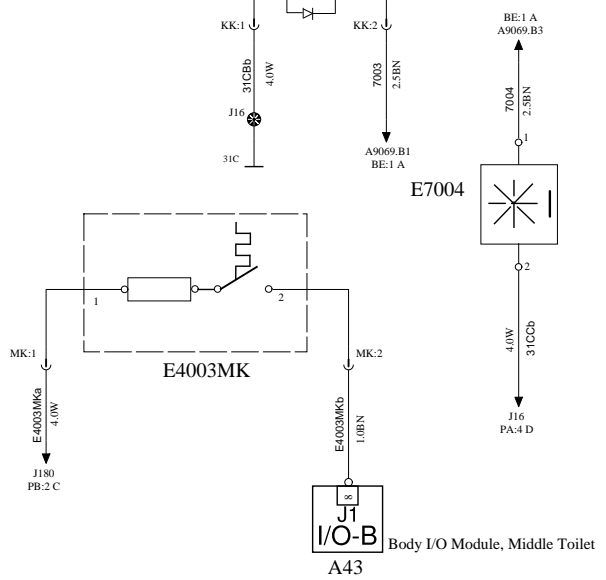 BE:1 A
A9069.B3
KK:1
KK:2
31CBb
4.0W
7003
2.5BN
7004
2.5BN
J16
1
31C
A9069.B1
BE:1 A
E7004
2
1
2
4.0W
31CCb
MK:1
MK:2
E4003MK
E4003MKa
4.0W
E4003MKb
1.0BN
J16
PA:4 D
J180
PB:2 C
∞
J1
I/O-B
Body I/O Module, Middle Toilet
A43